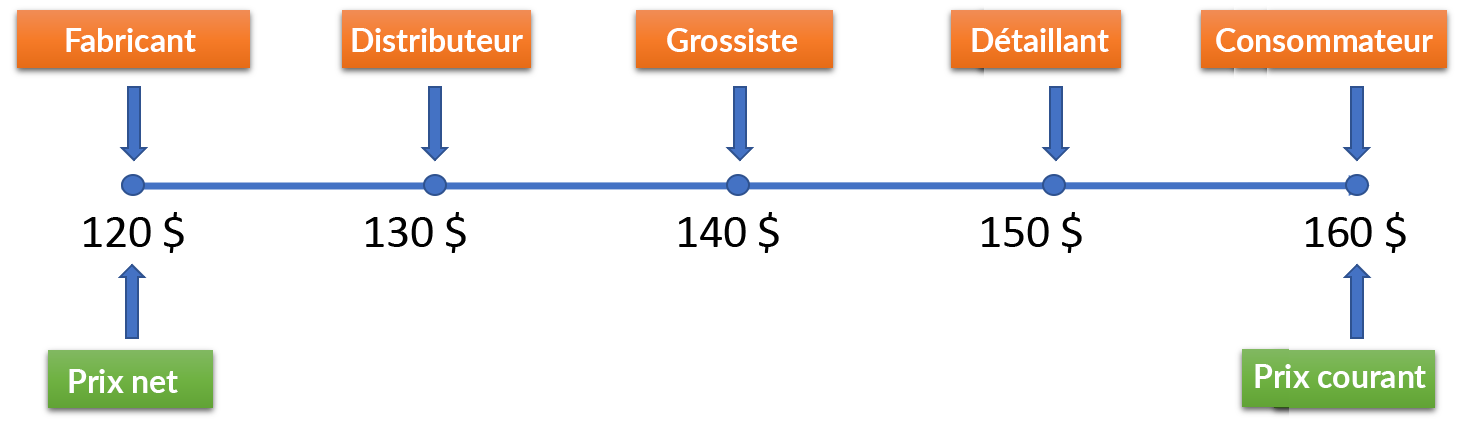 Fabricant
Distributeur
Grossiste
Détaillant
Consommateur
120 $
130 $
140 $
150 $
160 $
Prix net
Prix courant